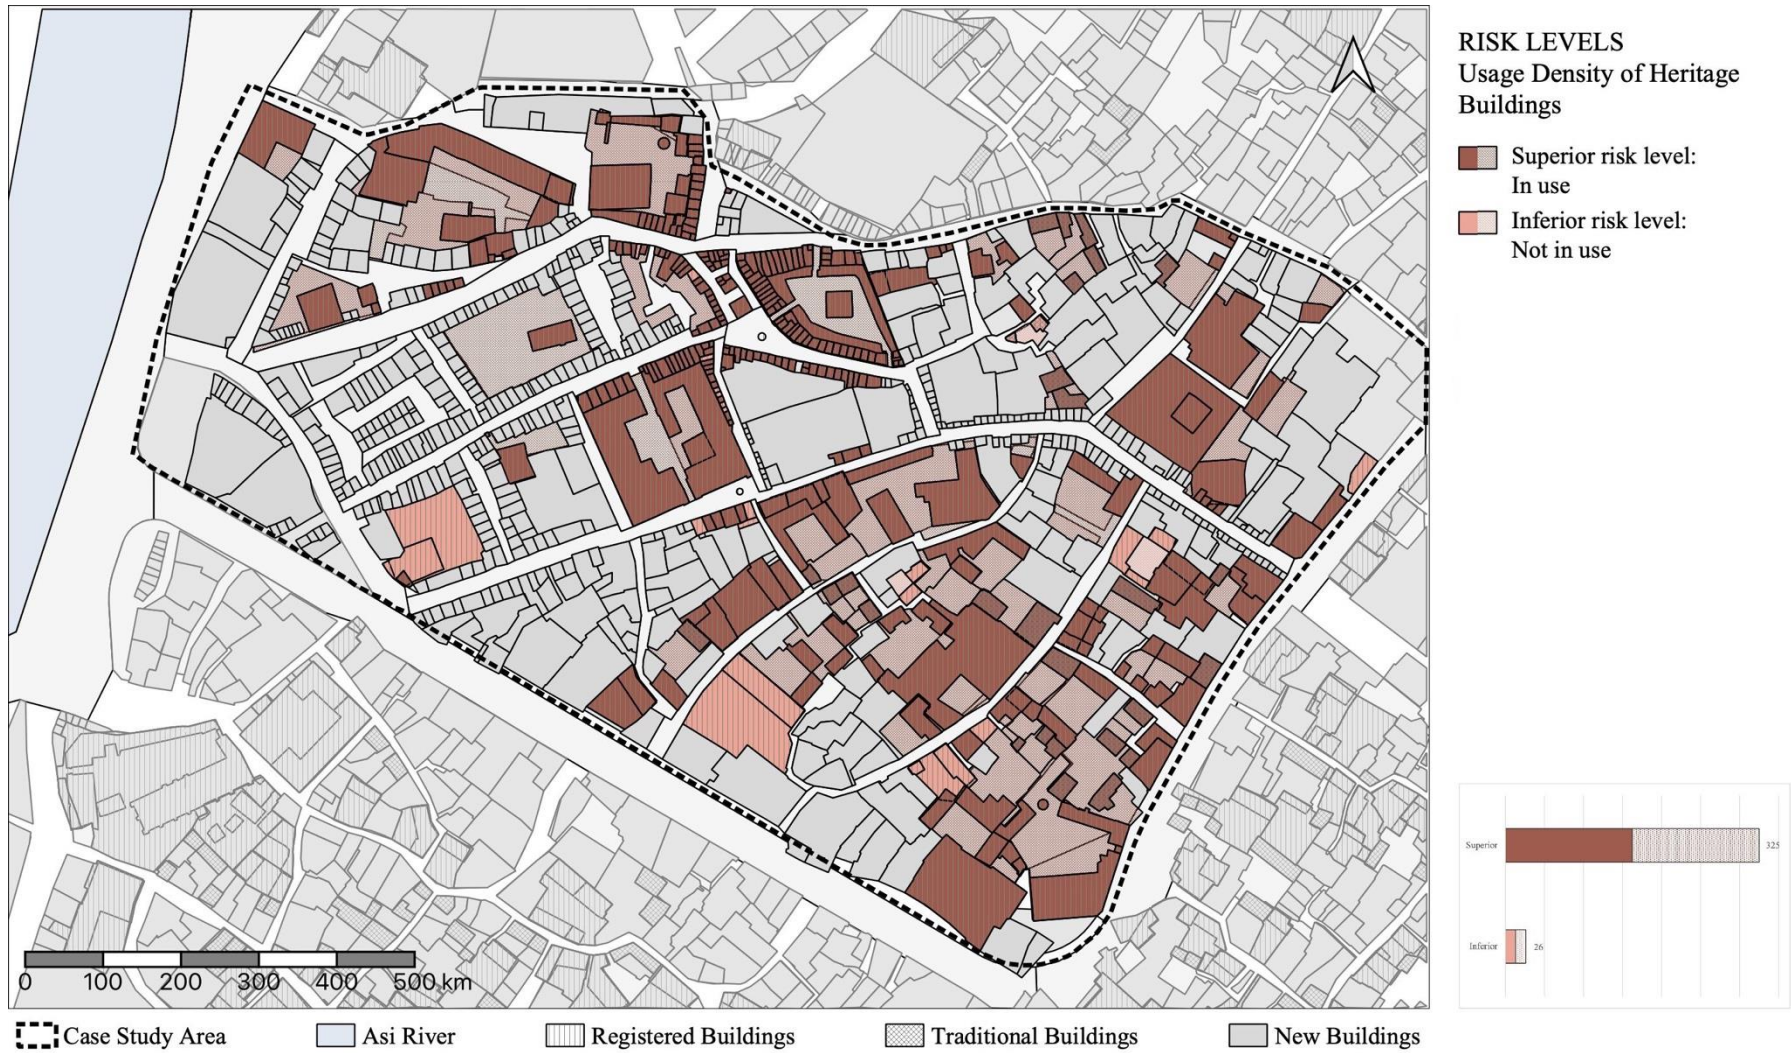 RISK LEVELS
Usage Density of Heritage
Buildings
Superior risk level:
In use
Inferior risk level:
Not in use
Superior
325
Inferior
26
0 100 200 300 400 500 km
Case Study Area
Asi River
Registered Buildings
Traditional Buildings
New Buildings